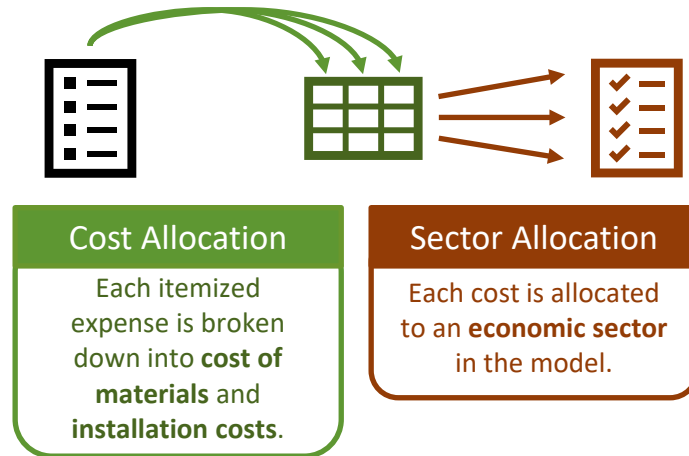 Cost Allocation
Each itemized
expense is broken
down into cost of
materials and
installation costs.
Sector Allocation
Each cost is allocated
to an economic sector
in the model.